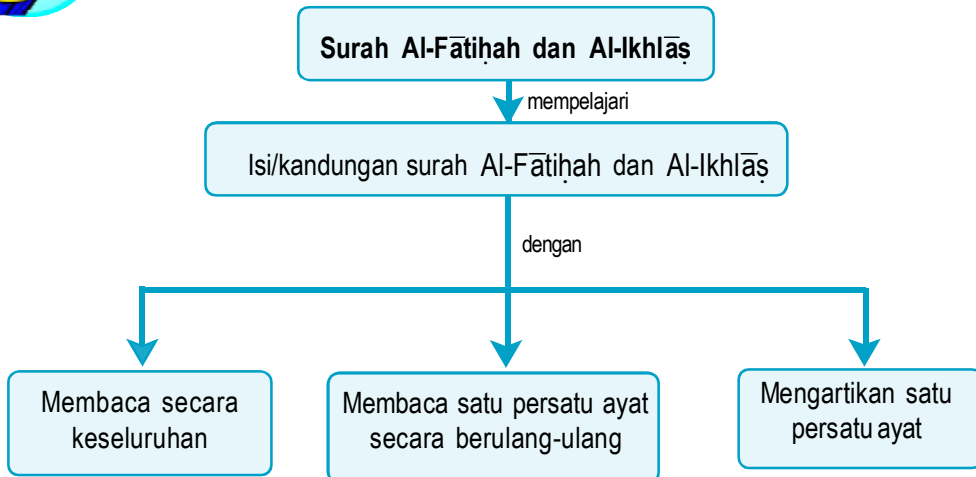 Surah Al-Fātiḥah dan Al-Ikhlāṣ
mempelajari
Isi/kandungan surah Al-Fātiḥah dan Al-Ikhlāṣ
dengan
Membaca secara
keseluruhan
Membaca satu persatu ayat
secara berulang-ulang
Mengartikan satu
persatu ayat